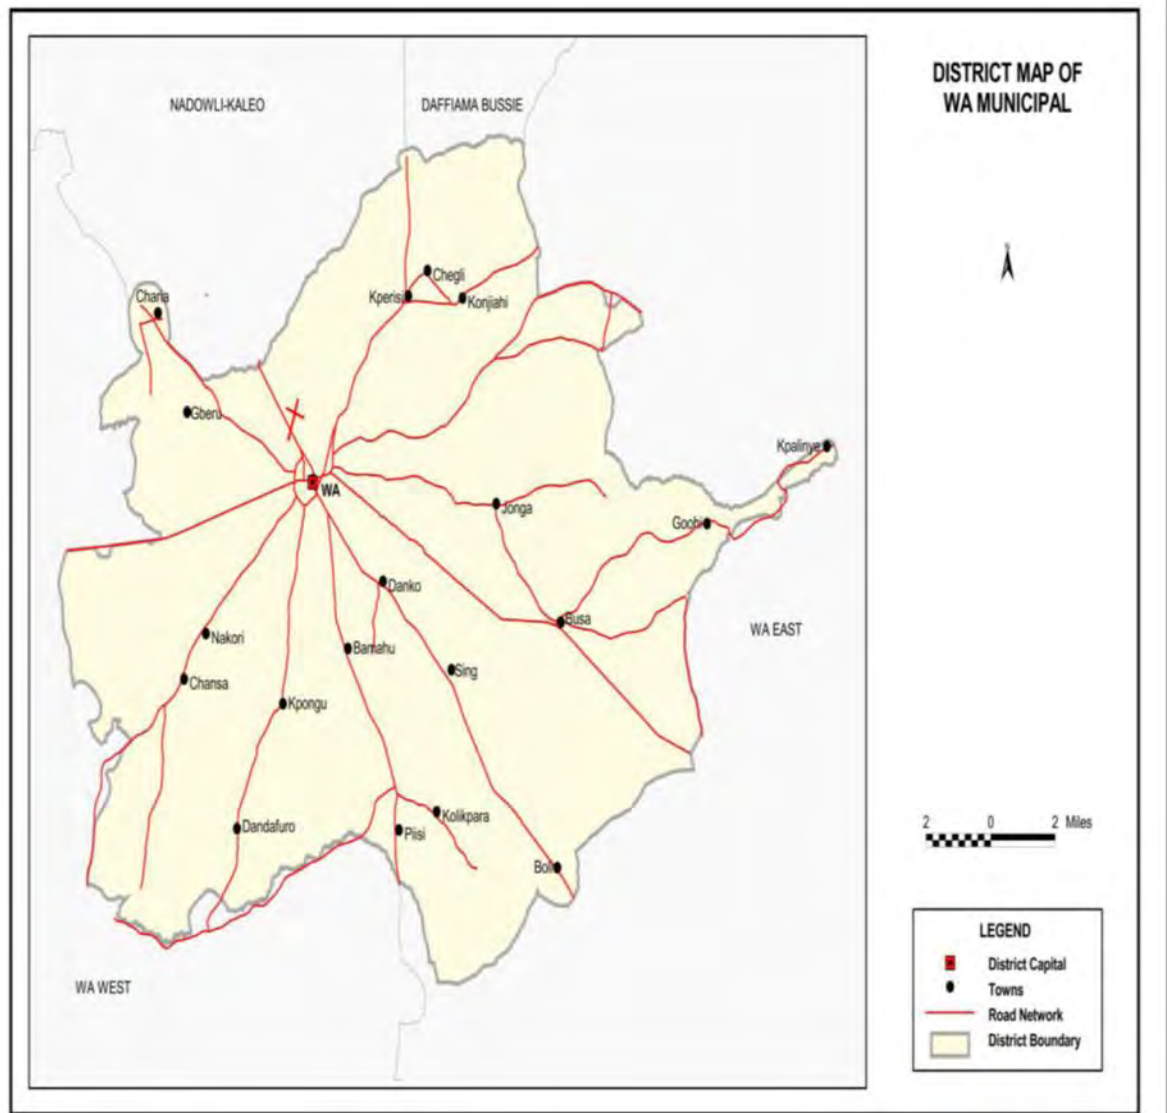 DISTRICT MAP OF
WA MUNICIPAL
NADOWLI-KALEO
DAFFIAMA BUSSIE
Chegli
Kperisi
Konjiahi
Charia
Gberu
Kpalinye
WA
Jonga
Goohi
Danko
Busa
WA EAST
Nakori
Bamahu
Sing
Chansa
Kpongu
Kolikpara
Dandafuro
Piisi
Boli
WA WEST
2 0 2 Miles
LEGEND
District Capital
Towns
Road Network
District Boundary